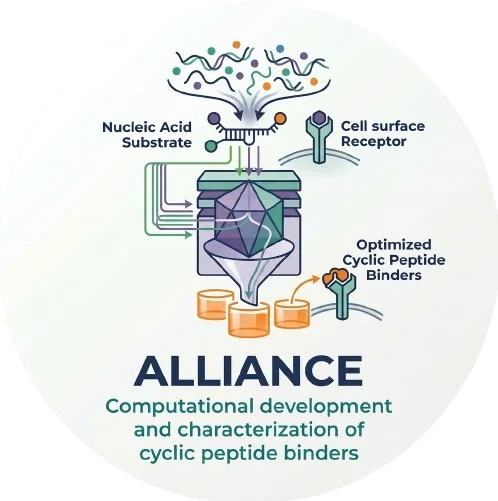 Nucleic Acid
Substrate
Cell surface
Receptor
Optimized
Cyclic Peptide
Binders
ALLIANCE
Computational development
and characterization of
cyclic peptide binders